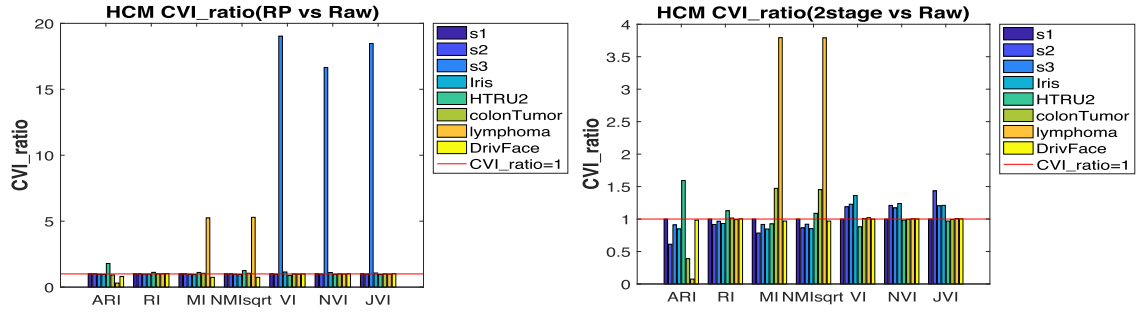 HCM CVI_ratio(RP vs Raw)
CVI_ratio
20
15
10
5
0
ARI RI MI NMIsqrt VI NVI JVI
s1
s2
s3
Iris
HTRU2
colonTumor
lymphoma
DrivFace
CVI_ratio=1
HCM CVI_ratio(2stage vs Raw)
CVI_ratio
4
3.5
3
2.5
2
1.5
1
0.5
0
ARI RI MI NMIsqrt VI NVI JVI
s1
s2
s3
Iris
HTRU2
colonTumor
lymphoma
DrivFace
CVI_ratio=1